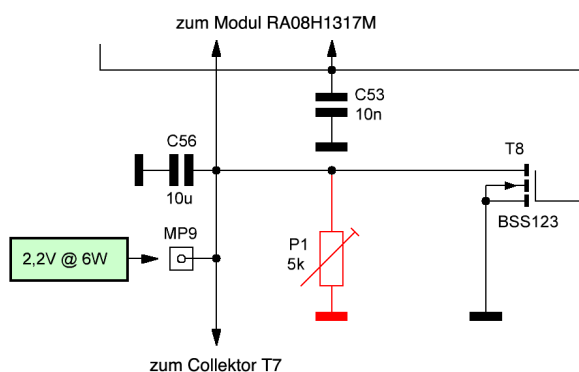 zum Modul RA08H1317M
C53
10n
C56
10u
T8
BSS123
MP9
P1
5k
2,2V @ 6W
zum Collektor T7